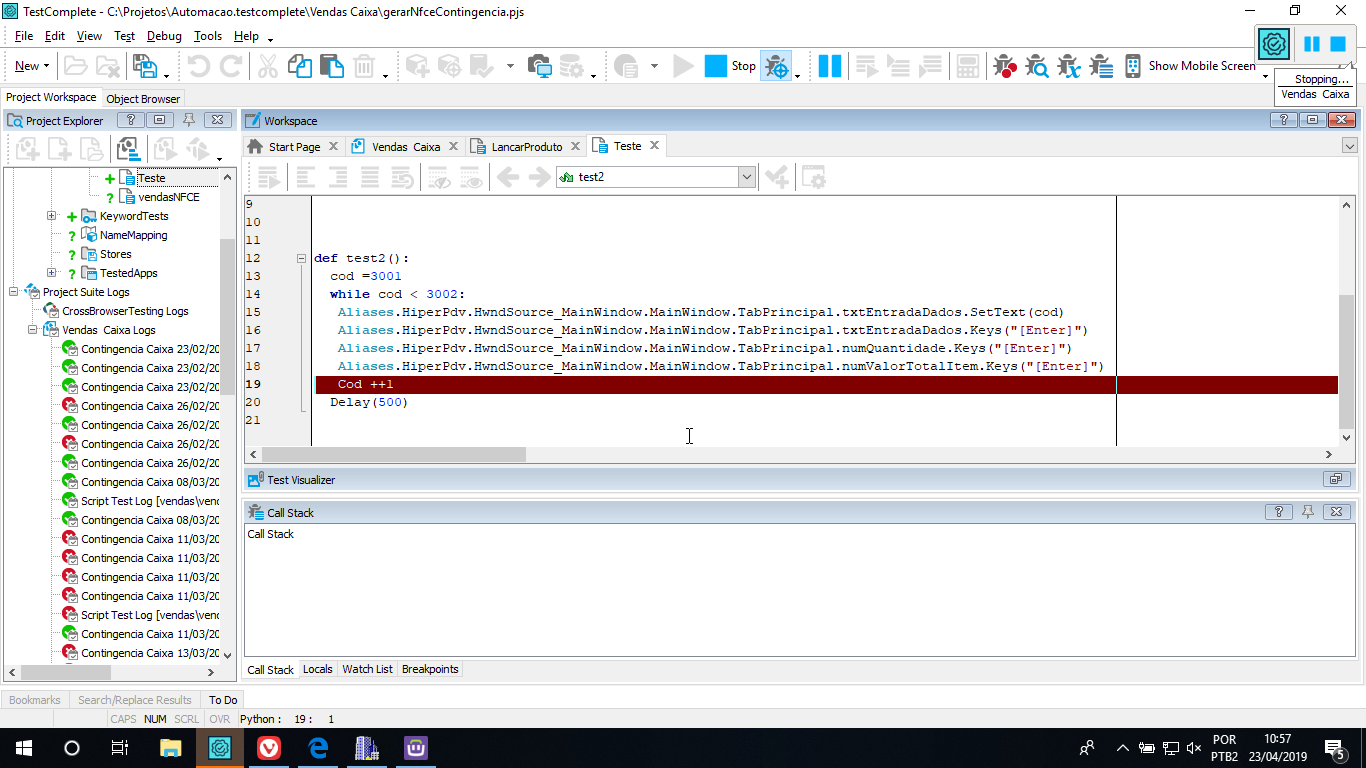 TestComplete - C:\Projetos\Automacao.testcomplete\Vendas Caixa\gerarNfceContingencia.pjs
File Edit View Test Debug Tools Help
New Stop Show Mobile Screen
Stopping...
Vendas Caixa
Project Workspace Object Browser
Project Explorer
Workspace
Start Page Vendas Caixa LancarProduto Teste
test2
Teste
vendasNFCE
KeywordTests
NameMapping
Stores
TestedApps
Project Suite Logs
CrossBrowserTesting Logs
Vendas Caixa Logs
Contingencia Caixa 23/02/20
Contingencia Caixa 23/02/20
Contingencia Caixa 23/02/20
Contingencia Caixa 26/02/20
Contingencia Caixa 26/02/20
Contingencia Caixa 26/02/20
Contingencia Caixa 26/02/20
Contingencia Caixa 08/03/20
Script Test Log [vendas\vend
Contingencia Caixa 08/03/20
Contingencia Caixa 11/03/20
Contingencia Caixa 11/03/20
Contingencia Caixa 11/03/20
Contingencia Caixa 11/03/20
Script Test Log [vendas\vend
Contingencia Caixa 11/03/20
Contingencia Caixa 13/03/20
9
10
11
12 def test2():
13 cod =3001
14 while cod < 3002:
15 Aliases.HiperPdv.HwndSource_MainWindow.MainWindow.TabPrincipal.txtEntradaDados.SetText(cod)
16 Aliases.HiperPdv.HwndSource_MainWindow.MainWindow.TabPrincipal.txtEntradaDados.Keys("[Enter]")
17 Aliases.HiperPdv.HwndSource_MainWindow.MainWindow.TabPrincipal.numQuantidade.Keys("[Enter]")
18 Aliases.HiperPdv.HwndSource_MainWindow.MainWindow.TabPrincipal.numValorTotalItem.Keys("[Enter]")
19 Cod ++1
20 Delay(500)
21
Test Visualizer
Call Stack
Call Stack
Call Stack Locals Watch List Breakpoints
Bookmarks Search/Replace Results To Do
CAPS NUM SCRL OVR Python : 19 : 1
POR
PTB2
10:57
23/04/2019
5